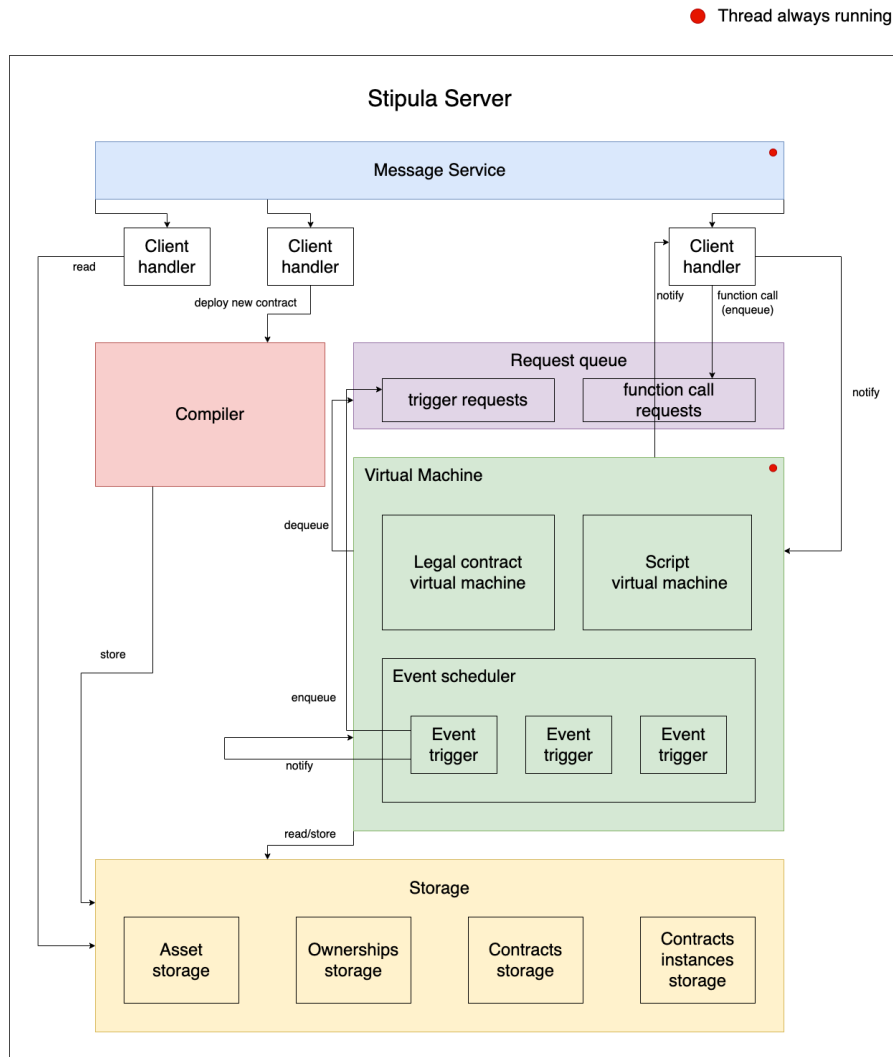 Thread always running
Stipula Server
Message Service
Client
handler
Client
handler
Client
handler
read
deploy new contract
notify
function call
(enqueue)
Request queue
trigger requests
function call
requests
notify
Compiler
Virtual Machine
dequeue
Legal contract
virtual machine
Script
virtual machine
store
Event scheduler
enqueue
Event
trigger
Event
trigger
Event
trigger
notify
read/store
Storage
Asset
storage
Ownerships
storage
Contracts
storage
Contracts
instances
storage